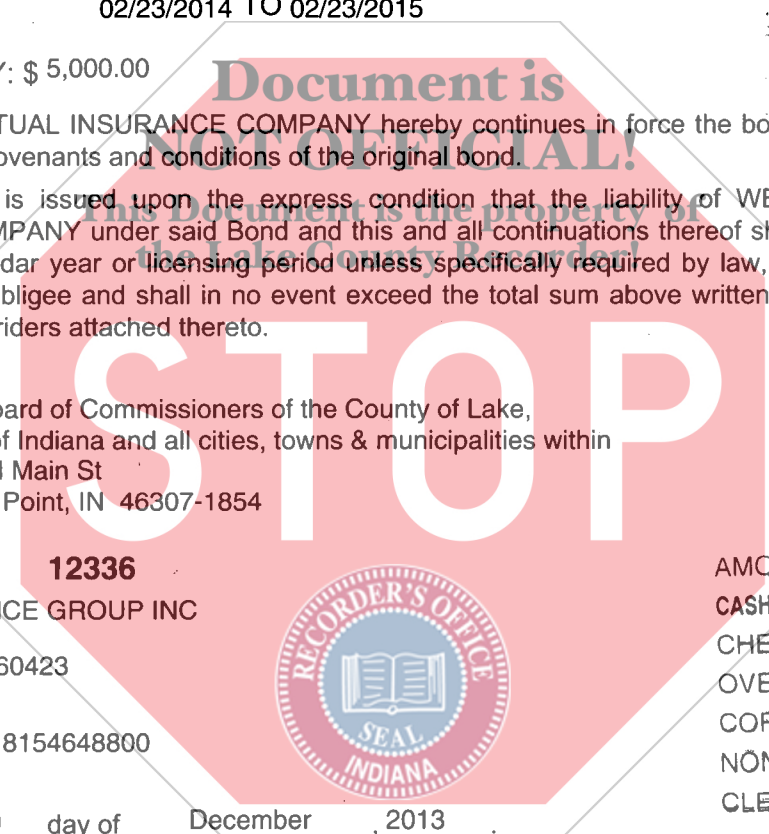 02/23/2014 TO 02/23/2015
Y: $ 5,000.00
Document is
TUAL INSURANCE COMPANY hereby continues in force the bo
NOT OFFICIAL!
ovenants and conditions of the original bond.
is issued upon the express condition that the liability of WE
This Document is the property of
MPANY under said Bond and this and all continuations thereof sh
the Lake County Recorder!
dar year or licensing period unless specifically required by law,
bligee and shall in no event exceed the total sum above written
riders attached thereto.
STOP
oard of Commissioners of the County of Lake,
of Indiana and all cities, towns & municipalities within
Main St
Point, IN 46307-1854
12336
NCE GROUP INC
60423
8154648800
RECORDER'S OFFICE
SEAL
INDIANA
AMO
CASH
CHE
OVE
COP
NON
CLE
day of December , 2013 .